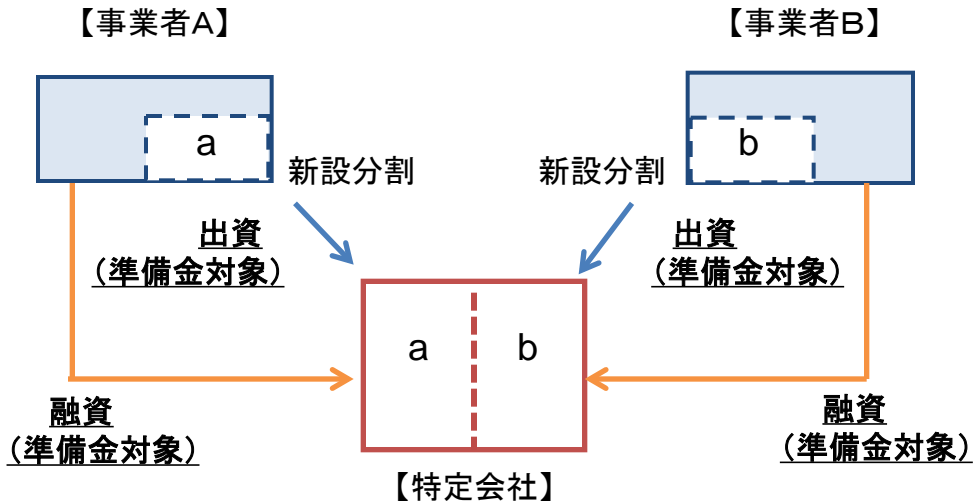 【事業者A】
【事業者B】
a
b
新設分割
新設分割
出資
（準備金対象）
出資
（準備金対象）
a
b
融資
（準備金対象）
融資
（準備金対象）
【特定会社】